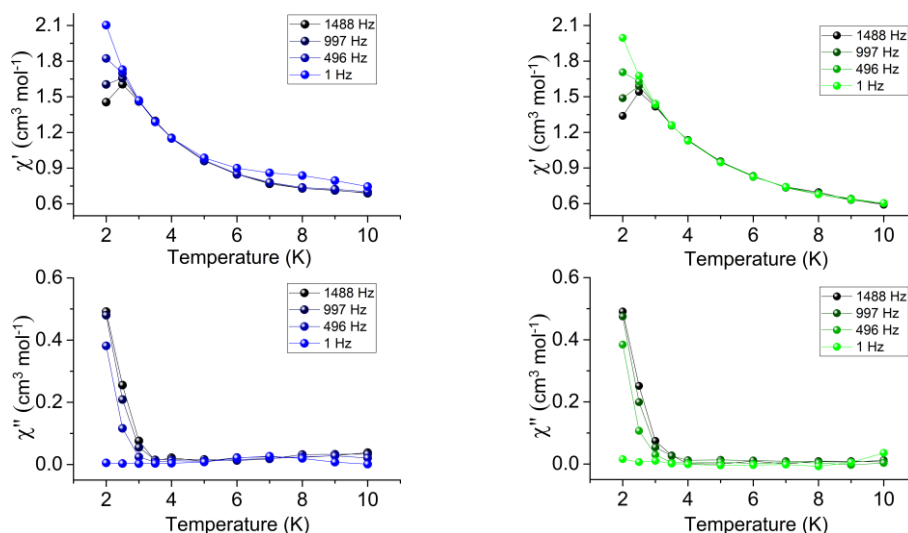 2.1
1.8
1.5
1.2
0.9
0.6
χ' (cm³ mol⁻¹)
1488 Hz
997 Hz
496 Hz
1 Hz
2 4 6 8 10
Temperature (K)
2.1
1.8
1.5
1.2
0.9
0.6
χ' (cm³ mol⁻¹)
1488 Hz
997 Hz
496 Hz
1 Hz
2 4 6 8 10
Temperature (K)
0.6
0.4
0.2
0.0
χ'' (cm³ mol⁻¹)
1488 Hz
997 Hz
496 Hz
1 Hz
2 4 6 8 10
Temperature (K)
0.6
0.4
0.2
0.0
χ'' (cm³ mol⁻¹)
1488 Hz
997 Hz
496 Hz
1 Hz
2 4 6 8 10
Temperature (K)